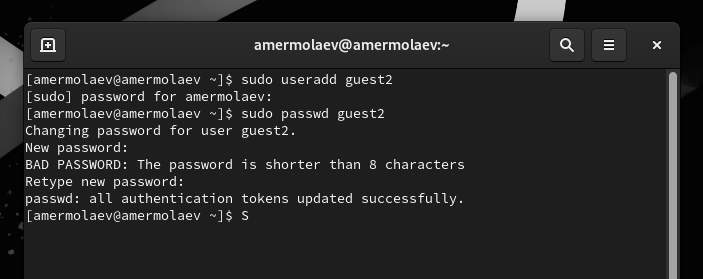 amermolaev@amermolaev:~
[amermolaev@amermolaev ~]$ sudo useradd guest2
[sudo] password for amermolaev:
[amermolaev@amermolaev ~]$ sudo passwd guest2
Changing password for user guest2.
New password:
BAD PASSWORD: The password is shorter than 8 characters
Retype new password:
passwd: all authentication tokens updated successfully.
[amermolaev@amermolaev ~]$ S